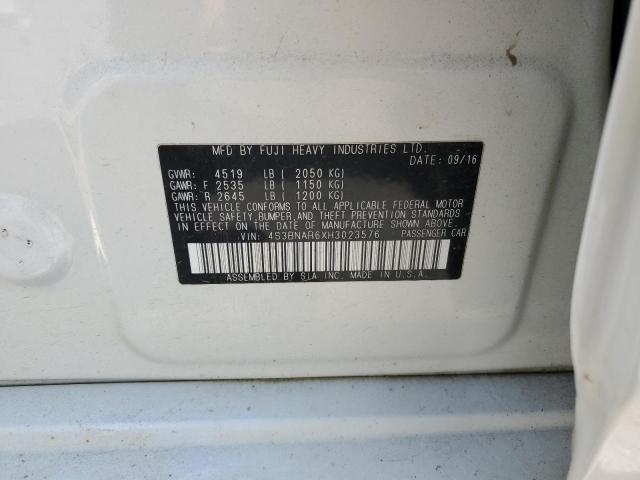 MFD BY FUJI HEAVY INDUSTRIES LTD.
DATE: 09/16
GVWR: 4519 LB ( 2050 KG)
GAWR: F 2535 LB ( 1150 KG)
GAWR: R 2645 LB ( 1200 KG)
THIS VEHICLE CONFORMS TO ALL APPLICABLE FEDERAL MOTOR
VEHICLE SAFETY, BUMPER, AND THEFT PREVENTION STANDARDS
IN EFFECT ON THE DATE OF MANUFACTURE SHOWN ABOVE.
VIN: 4S3BNAR6XH3023576 PASSENGER CAR
ASSEMBLED BY SIA INC. MADE IN U.S.A.